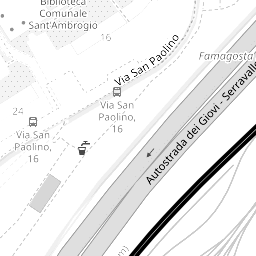 Biblioteca
Comunale
Sant'Ambrogio
16
Via San Paolino
Famagosta
Via San
Paolino,
16
24
Via San
Paolino,
16
Autostrada dei Giovi - Serravalle